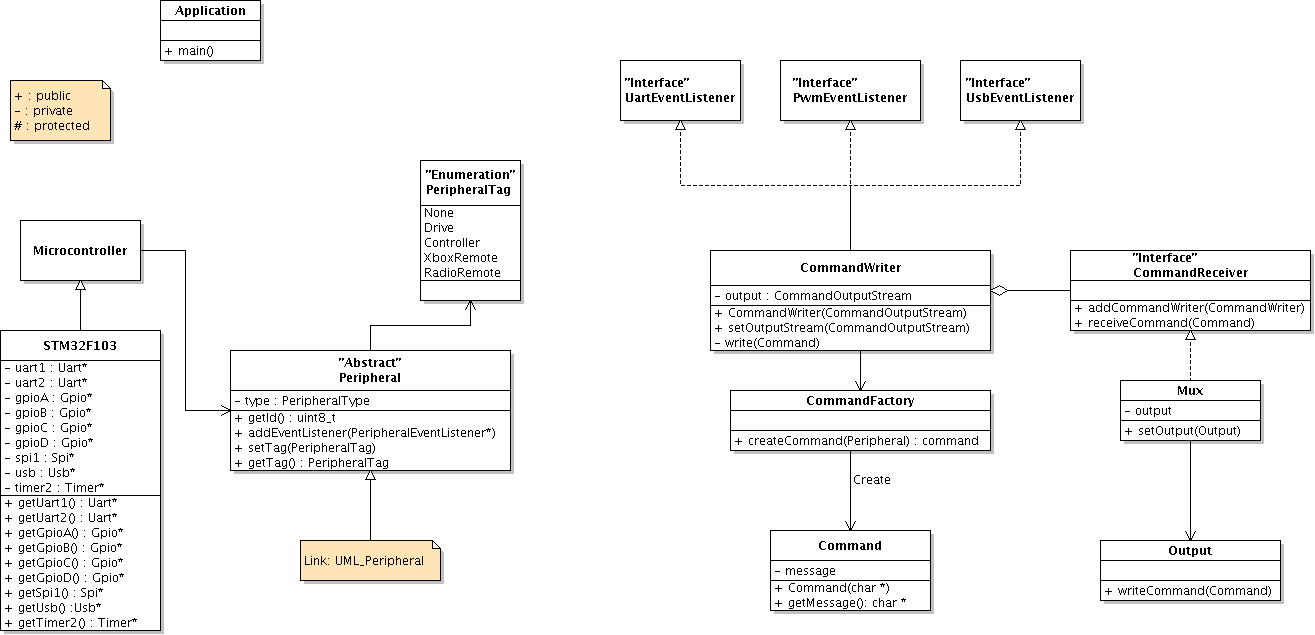 Application
+ main()
+ : public
- : private
# : protected
"Enumeration"
PeripheralTag
None
Drive
Controller
XboxRemote
RadioRemote
Microcontroller
STM32F103
- uart1 : Uart*
- uart2 : Uart*
- gpioA : Gpio*
- gpioB : Gpio*
- gpioC : Gpio*
- gpioD : Gpio*
- spi1 : Spi*
- usb : Usb*
- timer2 : Timer*
+ getUart1() : Uart*
+ getUart2() : Uart*
+ getGpioA() : Gpio*
+ getGpioB() : Gpio*
+ getGpioC() : Gpio*
+ getGpioD() : Gpio*
+ getSpi1() : Spi*
+ getUsb() :Usb*
+ getTimer2() : Timer*
"Abstract"
Peripheral
- type : PeripheralType
+ getId() : uint8_t
+ addEventListener(PeripheralEventListener*)
+ setTag(PeripheralTag)
+ getTag() : PeripheralTag
Link: UML_Peripheral
"Interface"
UartEventListener
"Interface"
PwmEventListener
"Interface"
UsbEventListener
CommandWriter
- output : CommandOutputStream
+ CommandWriter(CommandOutputStream)
+ setOutputStream(CommandOutputStream)
- write(Command)
"Interface"
CommandReceiver
+ addCommandWriter(CommandWriter)
+ receiveCommand(Command)
CommandFactory
+ createCommand(Peripheral) : command
Create
Mux
- output
+ setOutput(Output)
Command
- message
+ Command(char *)
+ getMessage(): char *
Output
+ writeCommand(Command)